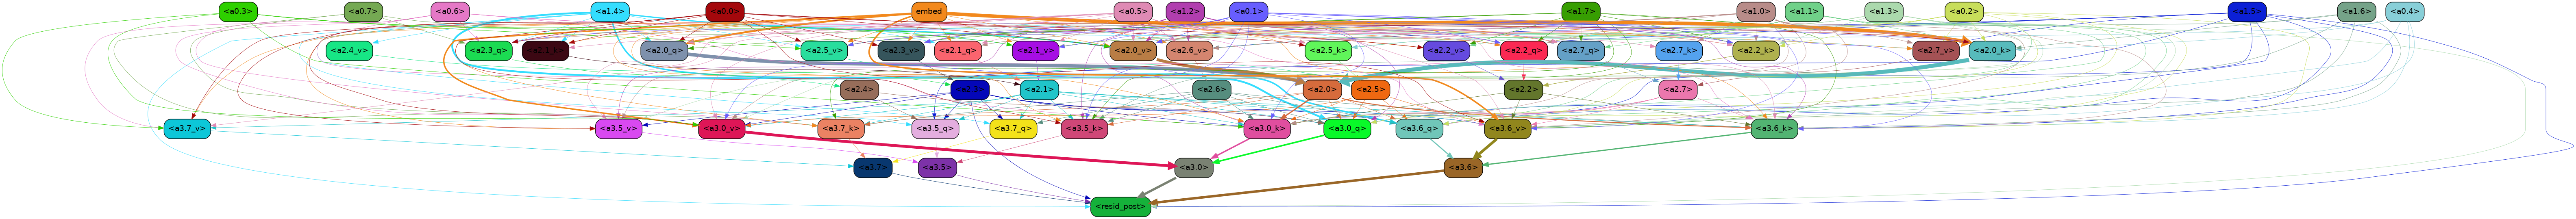 <a0.3> <a0.7> <a0.6> <a1.4> <a0.0> embed <a0.5> <a1.2> <a0.1> <a1.7> <a1.0> <a1.1> <a1.3> <a0.2> <a1.5> <a1.6> <a0.4>
<a2.4_v> <a2.3_q> <a2.1_k> <a2.0_q> <a2.5_v> <a2.3_v> <a2.1_q> <a2.1_v> <a2.0_v> <a2.6_v> <a2.5_k> <a2.2_v> <a2.2_q> <a2.7_q> <a2.7_k> <a2.2_k> <a2.7_v> <a2.0_k>
<a2.4> <a2.3> <a2.1> <a2.6> <a2.0> <a2.5> <a2.2> <a2.7>
<a3.7_v> <a3.5_v> <a3.0_v> <a3.7_k> <a3.5_q> <a3.7_q> <a3.5_k> <a3.0_k> <a3.0_q> <a3.6_q> <a3.6_v> <a3.6_k>
<a3.7> <a3.5> <a3.0> <a3.6>
<resid_post>